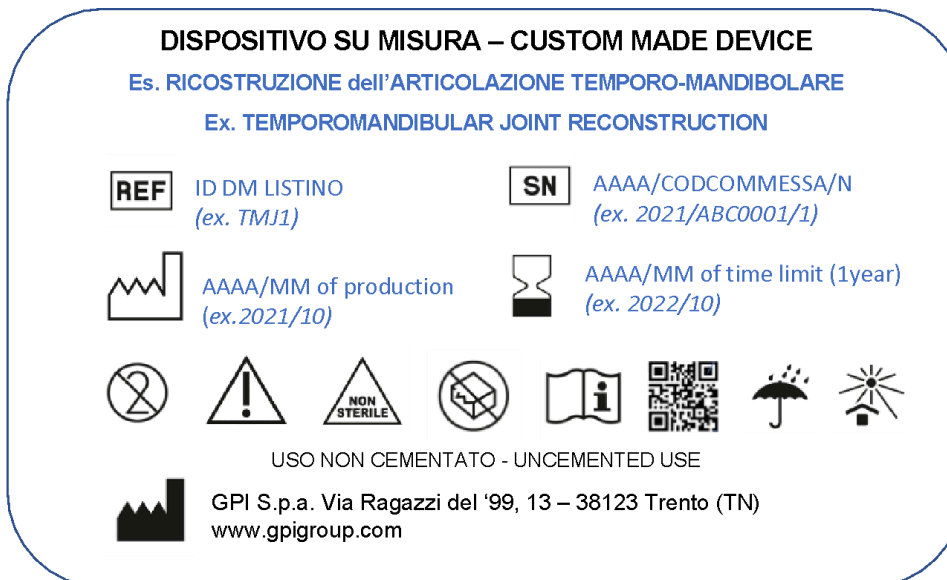 DISPOSITIVO SU MISURA – CUSTOM MADE DEVICE
Es. RICOSTRUZIONE dell'ARTICOLAZIONE TEMPORO-MANDIBOLARE
Ex. TEMPOROMANDIBULAR JOINT RECONSTRUCTION
REF ID DM LISTINO
(ex. TMJ1)
SN AAAA/CODCOMMESSA/N
(ex. 2021/ABC0001/1)
AAAA/MM of production
(ex.2021/10)
AAAA/MM of time limit (1year)
(ex. 2022/10)
2
!
NON
STERILE
i
USO NON CEMENTATO - UNCEMENTED USE
GPI S.p.a. Via Ragazzi del '99, 13 – 38123 Trento (TN)
www.gpigroup.com